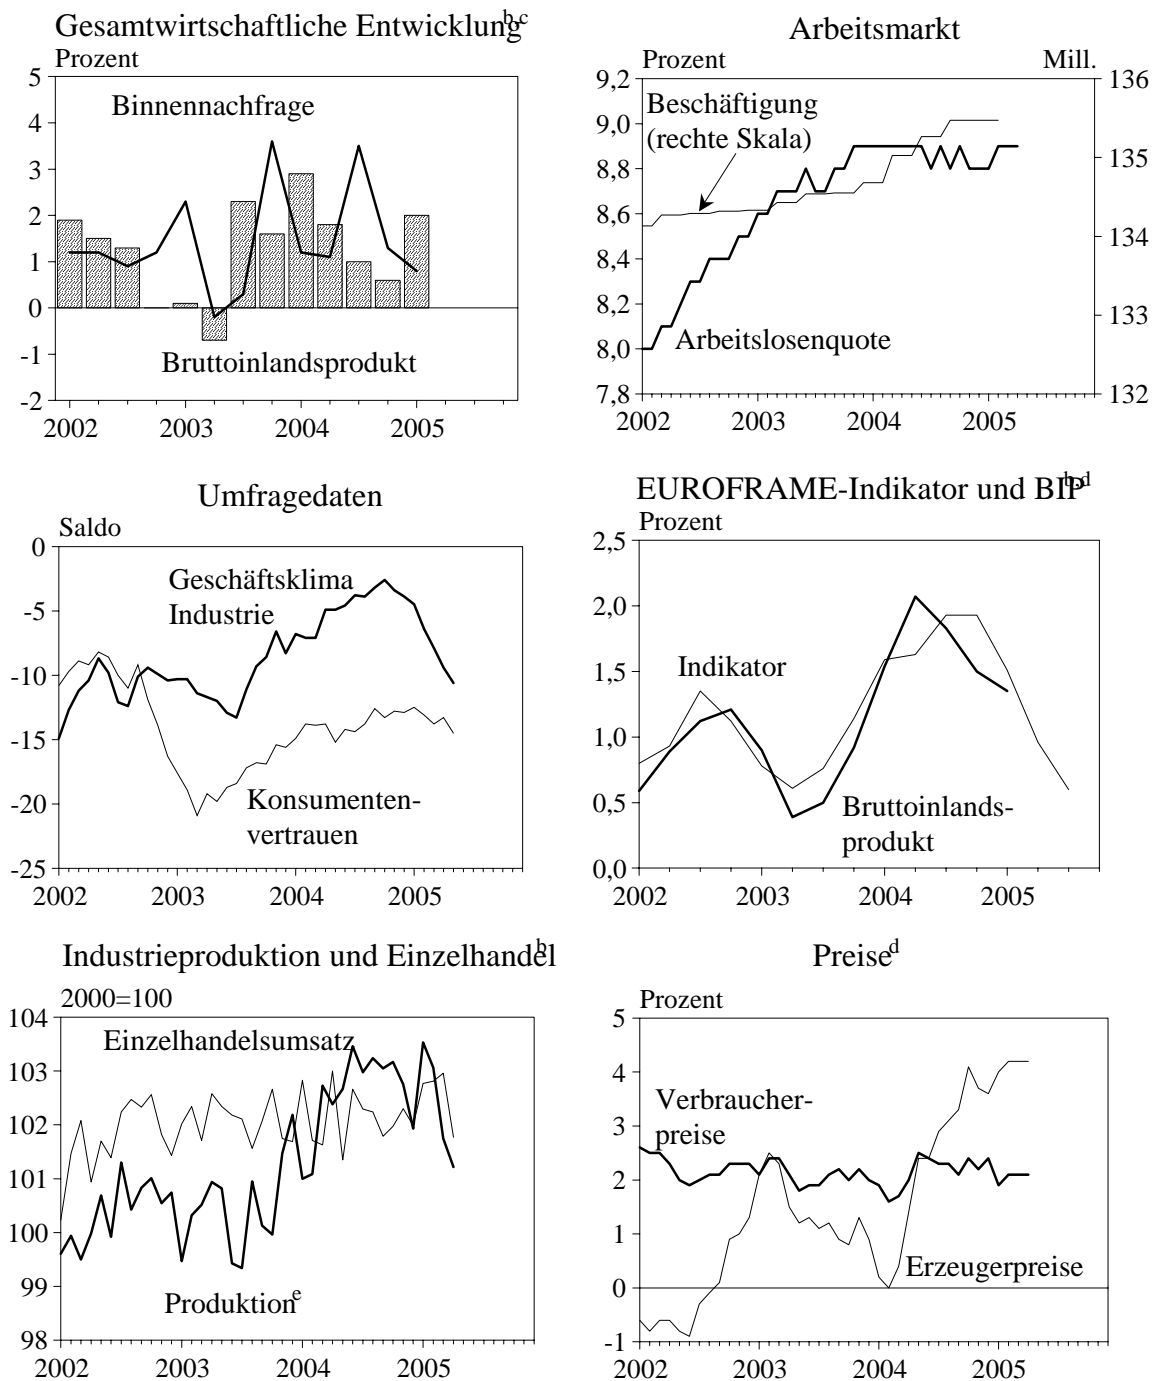 Gesamtwirtschaftliche Entwicklung b,c
Prozent
5
4
3
2
1
0
-1
-2
Binnennachfrage
Bruttoinlandsprodukt
2002 2003 2004 2005
Arbeitsmarkt
Prozent Mill.
9,2
9,0
8,8
8,6
8,4
8,2
8,0
7,8
136
135
134
133
132
Beschäftigung
(rechte Skala)
Arbeitslosenquote
2002 2003 2004 2005
Umfragedaten
Saldo
0
-5
-10
-15
-20
-25
Geschäftsklima
Industrie
Konsumenten-
vertrauen
2002 2003 2004 2005
EUROFRAME-Indikator und BIP b,d
Prozent
2,5
2,0
1,5
1,0
0,5
0,0
Indikator
Bruttoinlands-
produkt
2002 2003 2004 2005
Industrieproduktion und Einzelhandel b
2000=100
104
103
102
101
100
99
98
Einzelhandelsumsatz
Produktion e
2002 2003 2004 2005
Preise d
Prozent
5
4
3
2
1
0
-1
Verbraucher-
preise
Erzeugerpreise
2002 2003 2004 2005